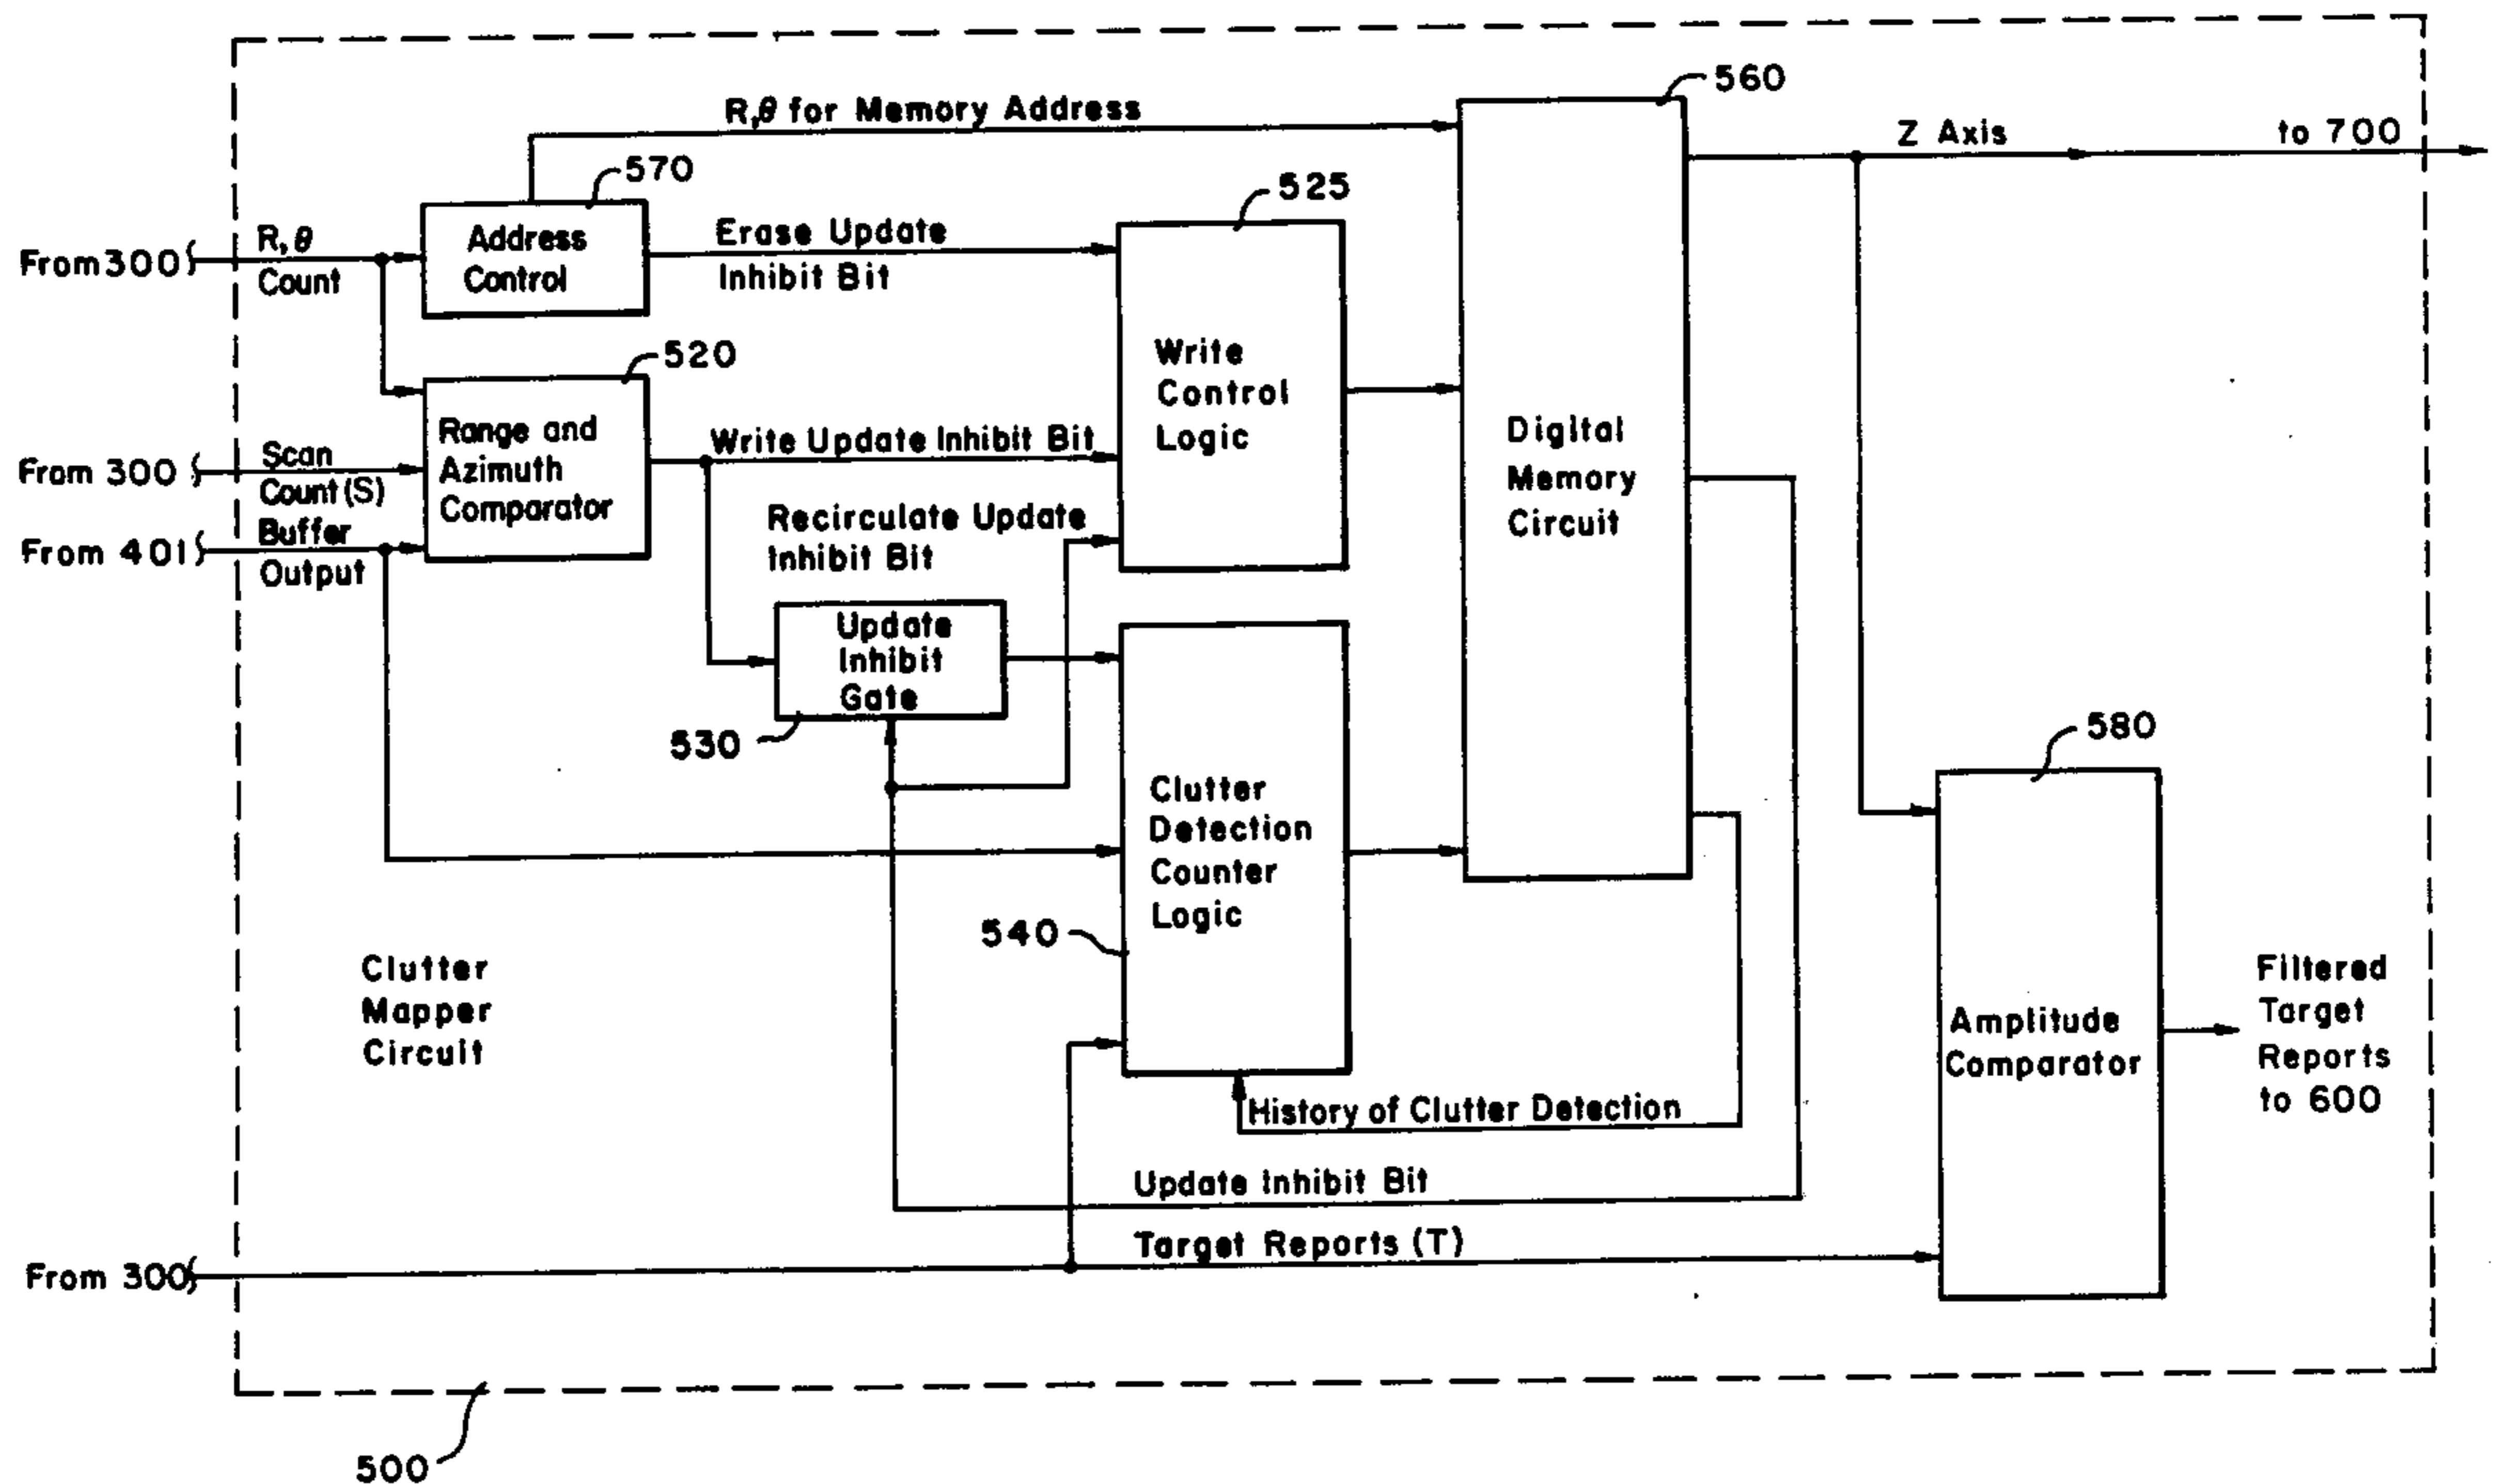 560
R,θ for Memory Address
Z Axis
to 700
570
525
From 300
R, θ
Count
Address
Control
Erase Update
Inhibit Bit
520
Write
Control
Logic
From 300
Scan
Count (S)
Range and
Azimuth
Comparator
Write Update Inhibit Bit
Digital
Memory
Circuit
From 401
Buffer
Output
Recirculate Update
Inhibit Bit
Update
Inhibit
Gate
530
580
Clutter
Detection
Counter
Logic
540
Clutter
Mapper
Circuit
Amplitude
Comparator
Filtered
Target
Reports
to 600
History of Clutter Detection
Update Inhibit Bit
Target Reports (T)
From 300
500